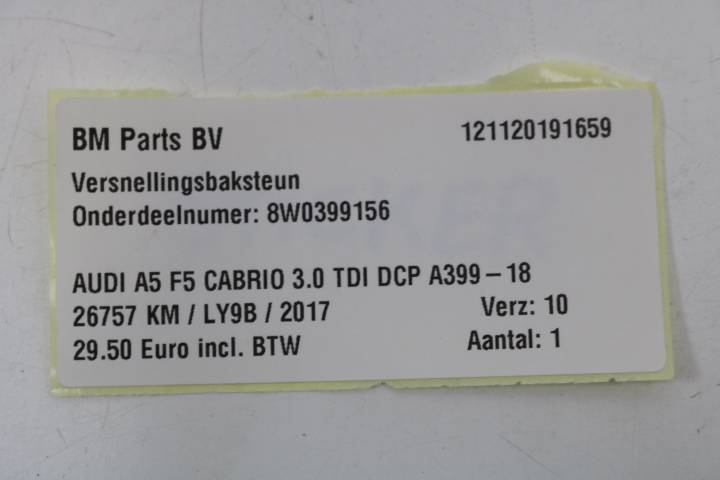 BM Parts BV 121120191659
Versnellingsbaksteun
Onderdeelnumer: 8W0399156
AUDI A5 F5 CABRIO 3.0 TDI DCP A399-18
26757 KM / LY9B / 2017 Verz: 10
29.50 Euro incl. BTW Aantal: 1